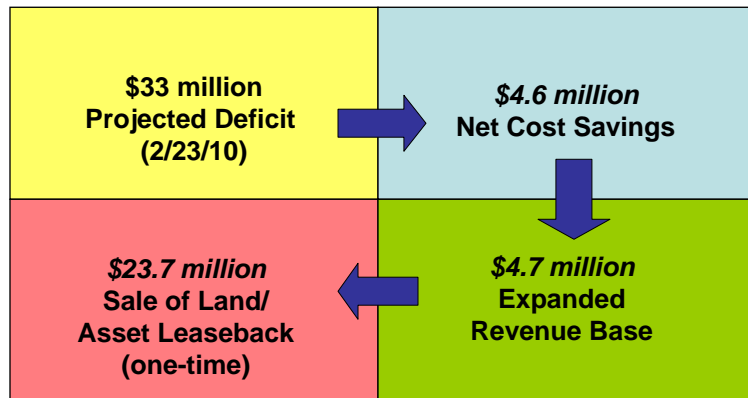 $33 million
Projected Deficit
(2/23/10)
$4.6 million
Net Cost Savings
$4.7 million
Expanded
Revenue Base
$23.7 million
Sale of Land/
Asset Leaseback
(one-time)